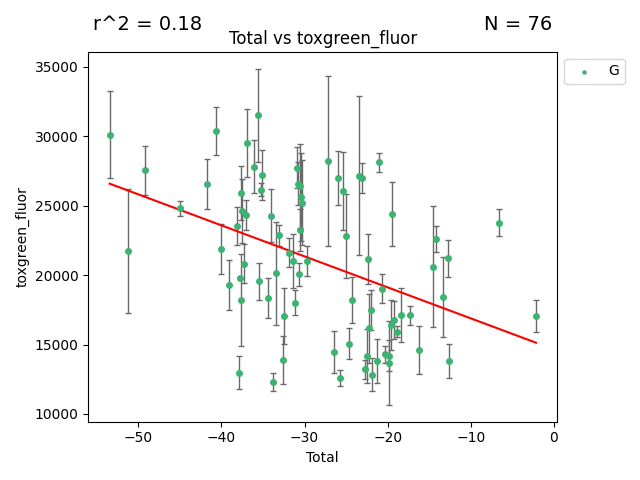 r^2 = 0.18
N = 76
Total vs toxgreen_fluor
G
toxgreen_fluor
35000
30000
25000
20000
15000
10000
−50
−40
−30
−20
−10
0
Total